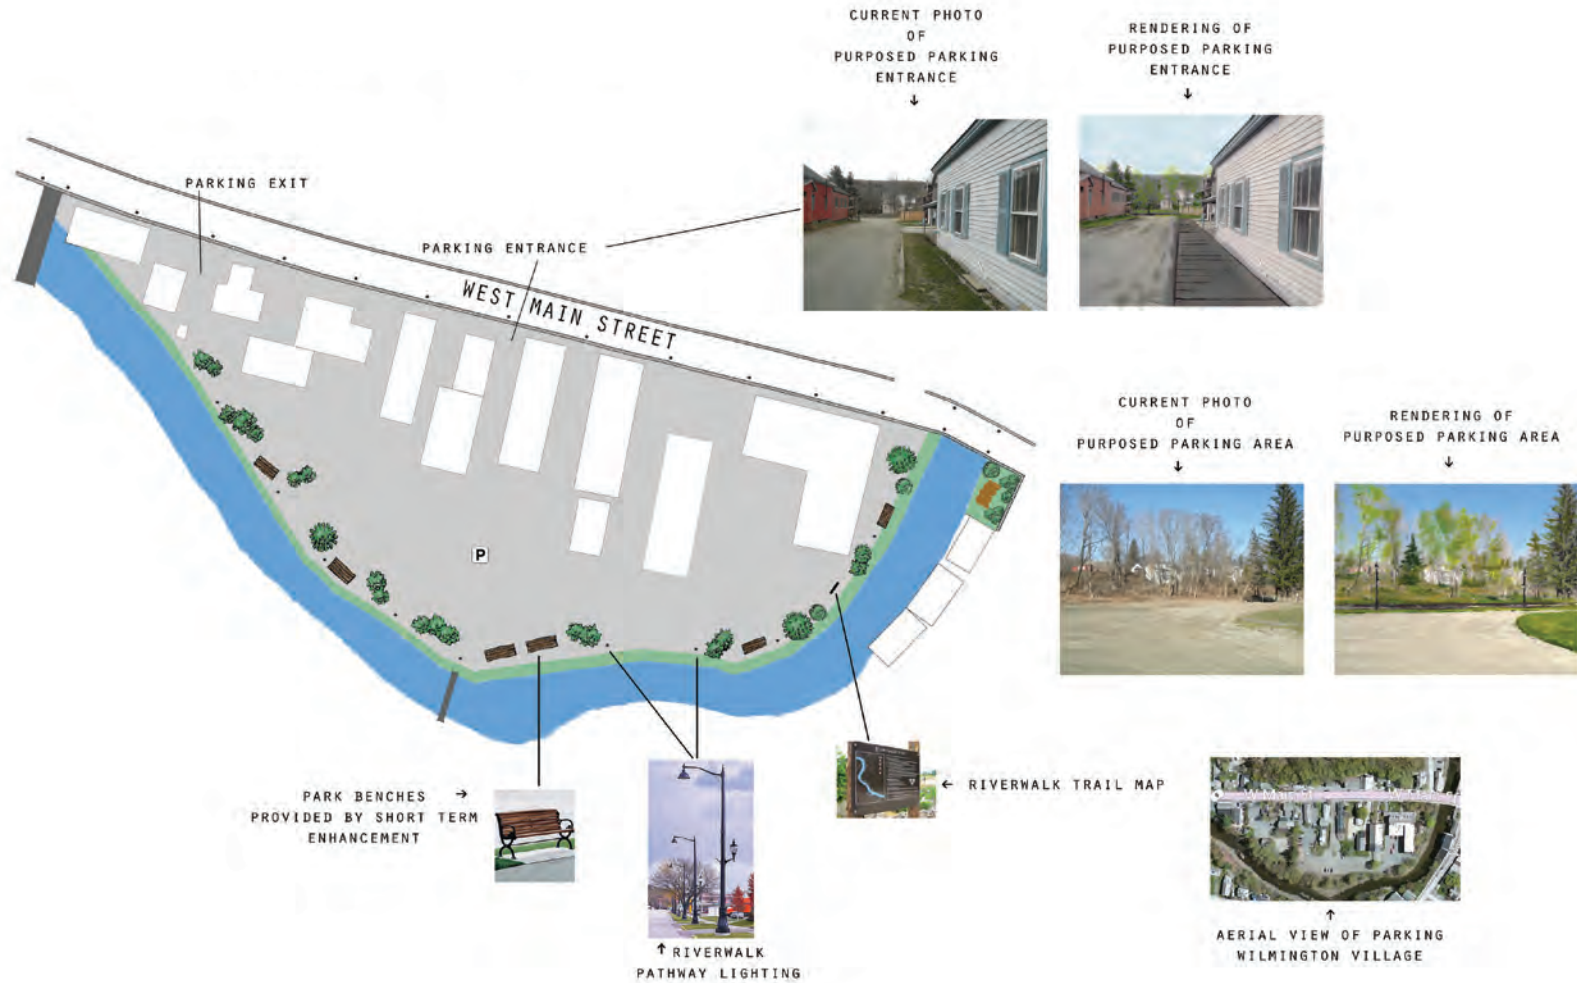 CURRENT PHOTO
OF
PURPOSED PARKING
ENTRANCE
RENDERING OF
PURPOSED PARKING
ENTRANCE
PARKING EXIT
PARKING ENTRANCE
WEST MAIN STREET
CURRENT PHOTO
OF
PURPOSED PARKING AREA
RENDERING OF
PURPOSED PARKING AREA
P
PARK BENCHES
PROVIDED BY SHORT TERM
ENHANCEMENT
RIVERWALK TRAIL MAP
RIVERWALK
PATHWAY LIGHTING
AERIAL VIEW OF PARKING
WILMINGTON VILLAGE